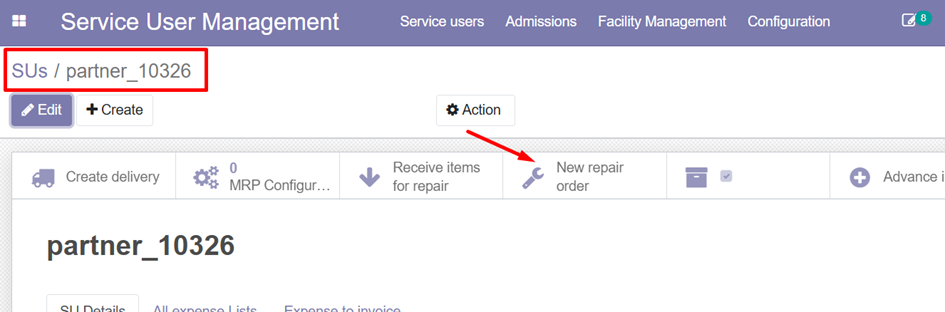 Service User Management
Service users
Admissions
Facility Management
Configuration
8
SUs / partner_10326
Edit
Create
Action
Create delivery
0
MRP Configur...
Receive items
for repair
New repair
order
Advance i
partner_10326
SU Details
All expense Lists
Expense to invoice